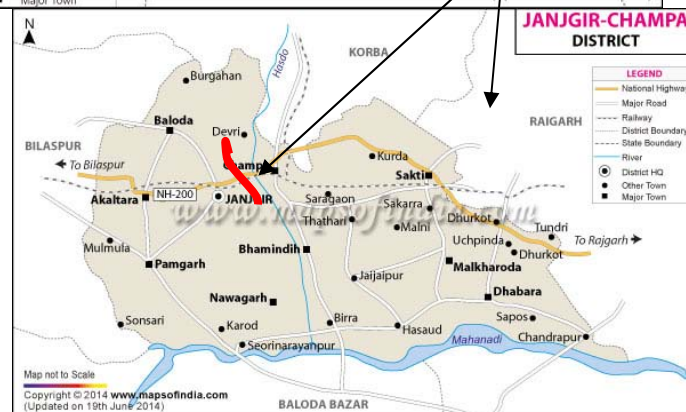 Major Town
N
JANJGIR-CHAMPA
DISTRICT
KORBA
Hasdo
Burgahan
LEGEND
National Highway
Major Road
Railway
District Boundary
State Boundary
River
District HQ
Other Town
Major Town
Baloda
Devri
RAIGARH
BILASPUR
To Bilaspur
Champa
Kurda
Sakti
Akaltara
NH-200
JANJGIR
Saragaon
Sakarra
www.mapsofindia.com
Thathari
Malni
Dhurkot
Tundri
Mulmula
Bhamindih
Uchpinda
Dhurkot
To Rajgarh
Pamgarh
Malkharoda
Jaijaipur
Nawagarh
Dhabara
Sonsari
Karod
Birra
Hasaud
Sapos
Chandrapur
Seorinarayanpur
Mahanadi
Map not to Scale
Copyright © 2014 www.mapsofindia.com
(Updated on 19th June 2014)
BALODA BAZAR